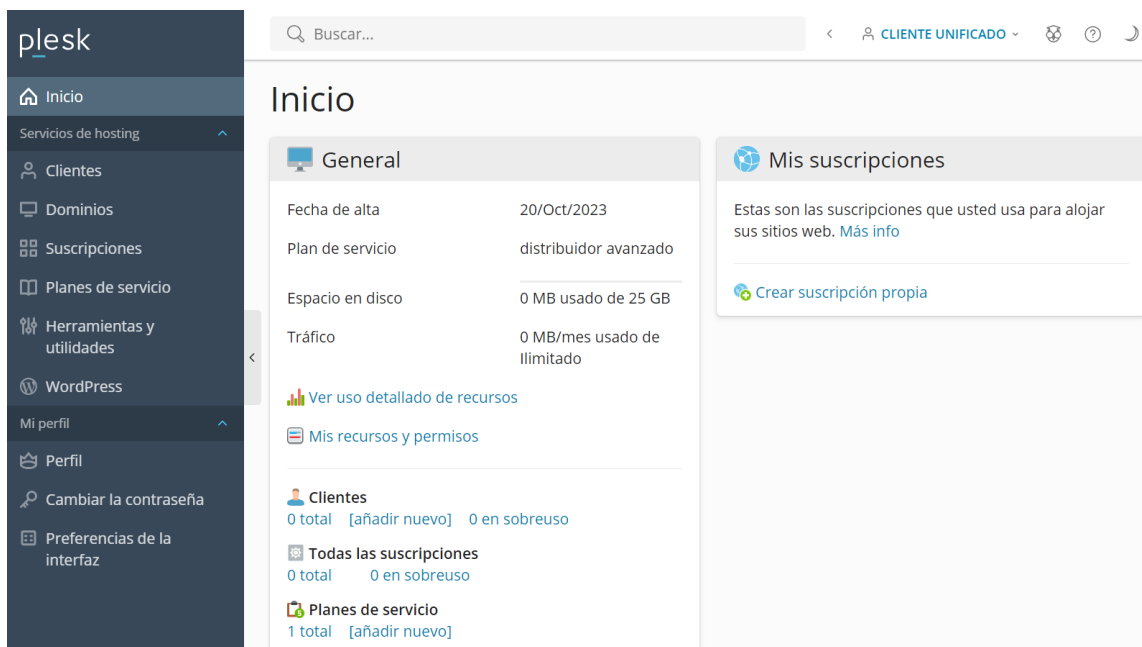 plesk
Inicio
Servicios de hosting
Clientes
Dominios
Suscripciones
Planes de servicio
Herramientas y
utilidades
WordPress
Mi perfil
Perfil
Cambiar la contraseña
Preferencias de la
interfaz
Buscar...
CLIENTE UNIFICADO
Inicio
General
Fecha de alta 20/Oct/2023
Plan de servicio distribuidor avanzado
Espacio en disco 0 MB usado de 25 GB
Tráfico 0 MB/mes usado de
Ilimitado
Ver uso detallado de recursos
Mis recursos y permisos
Clientes
0 total [añadir nuevo] 0 en sobreuso
Todas las suscripciones
0 total 0 en sobreuso
Planes de servicio
1 total [añadir nuevo]
Mis suscripciones
Estas son las suscripciones que usted usa para alojar
sus sitios web. Más info
Crear suscripción propia